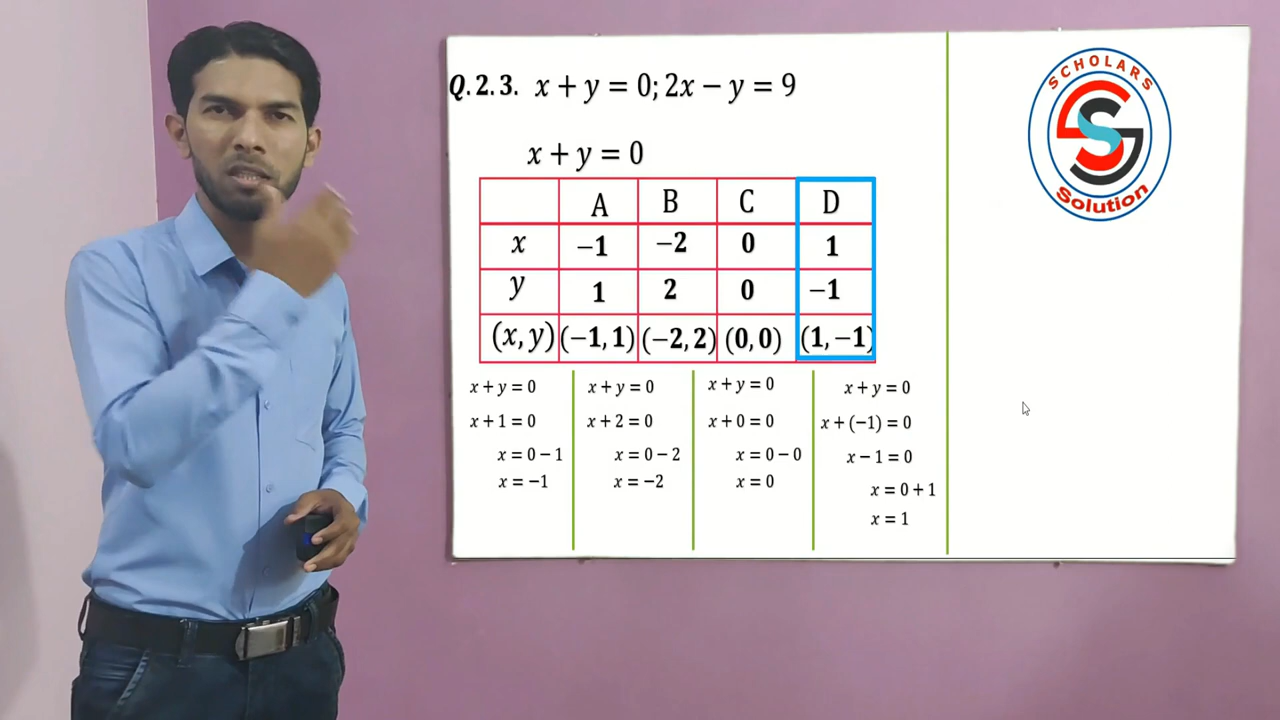 Q.2.3. x + y = 0; 2x − y = 9
x + y = 0
A B C D
x −1 −2 0 1
y 1 2 0 −1
(x, y) (−1, 1) (−2, 2) (0, 0) (1, −1)
x + y = 0
x + 1 = 0
x = 0 − 1
x = −1
x + y = 0
x + 2 = 0
x = 0 − 2
x = −2
x + y = 0
x + 0 = 0
x = 0 − 0
x = 0
x + y = 0
x + (−1) = 0
x − 1 = 0
x = 0 + 1
x = 1
SCHOLARS
S
Solution